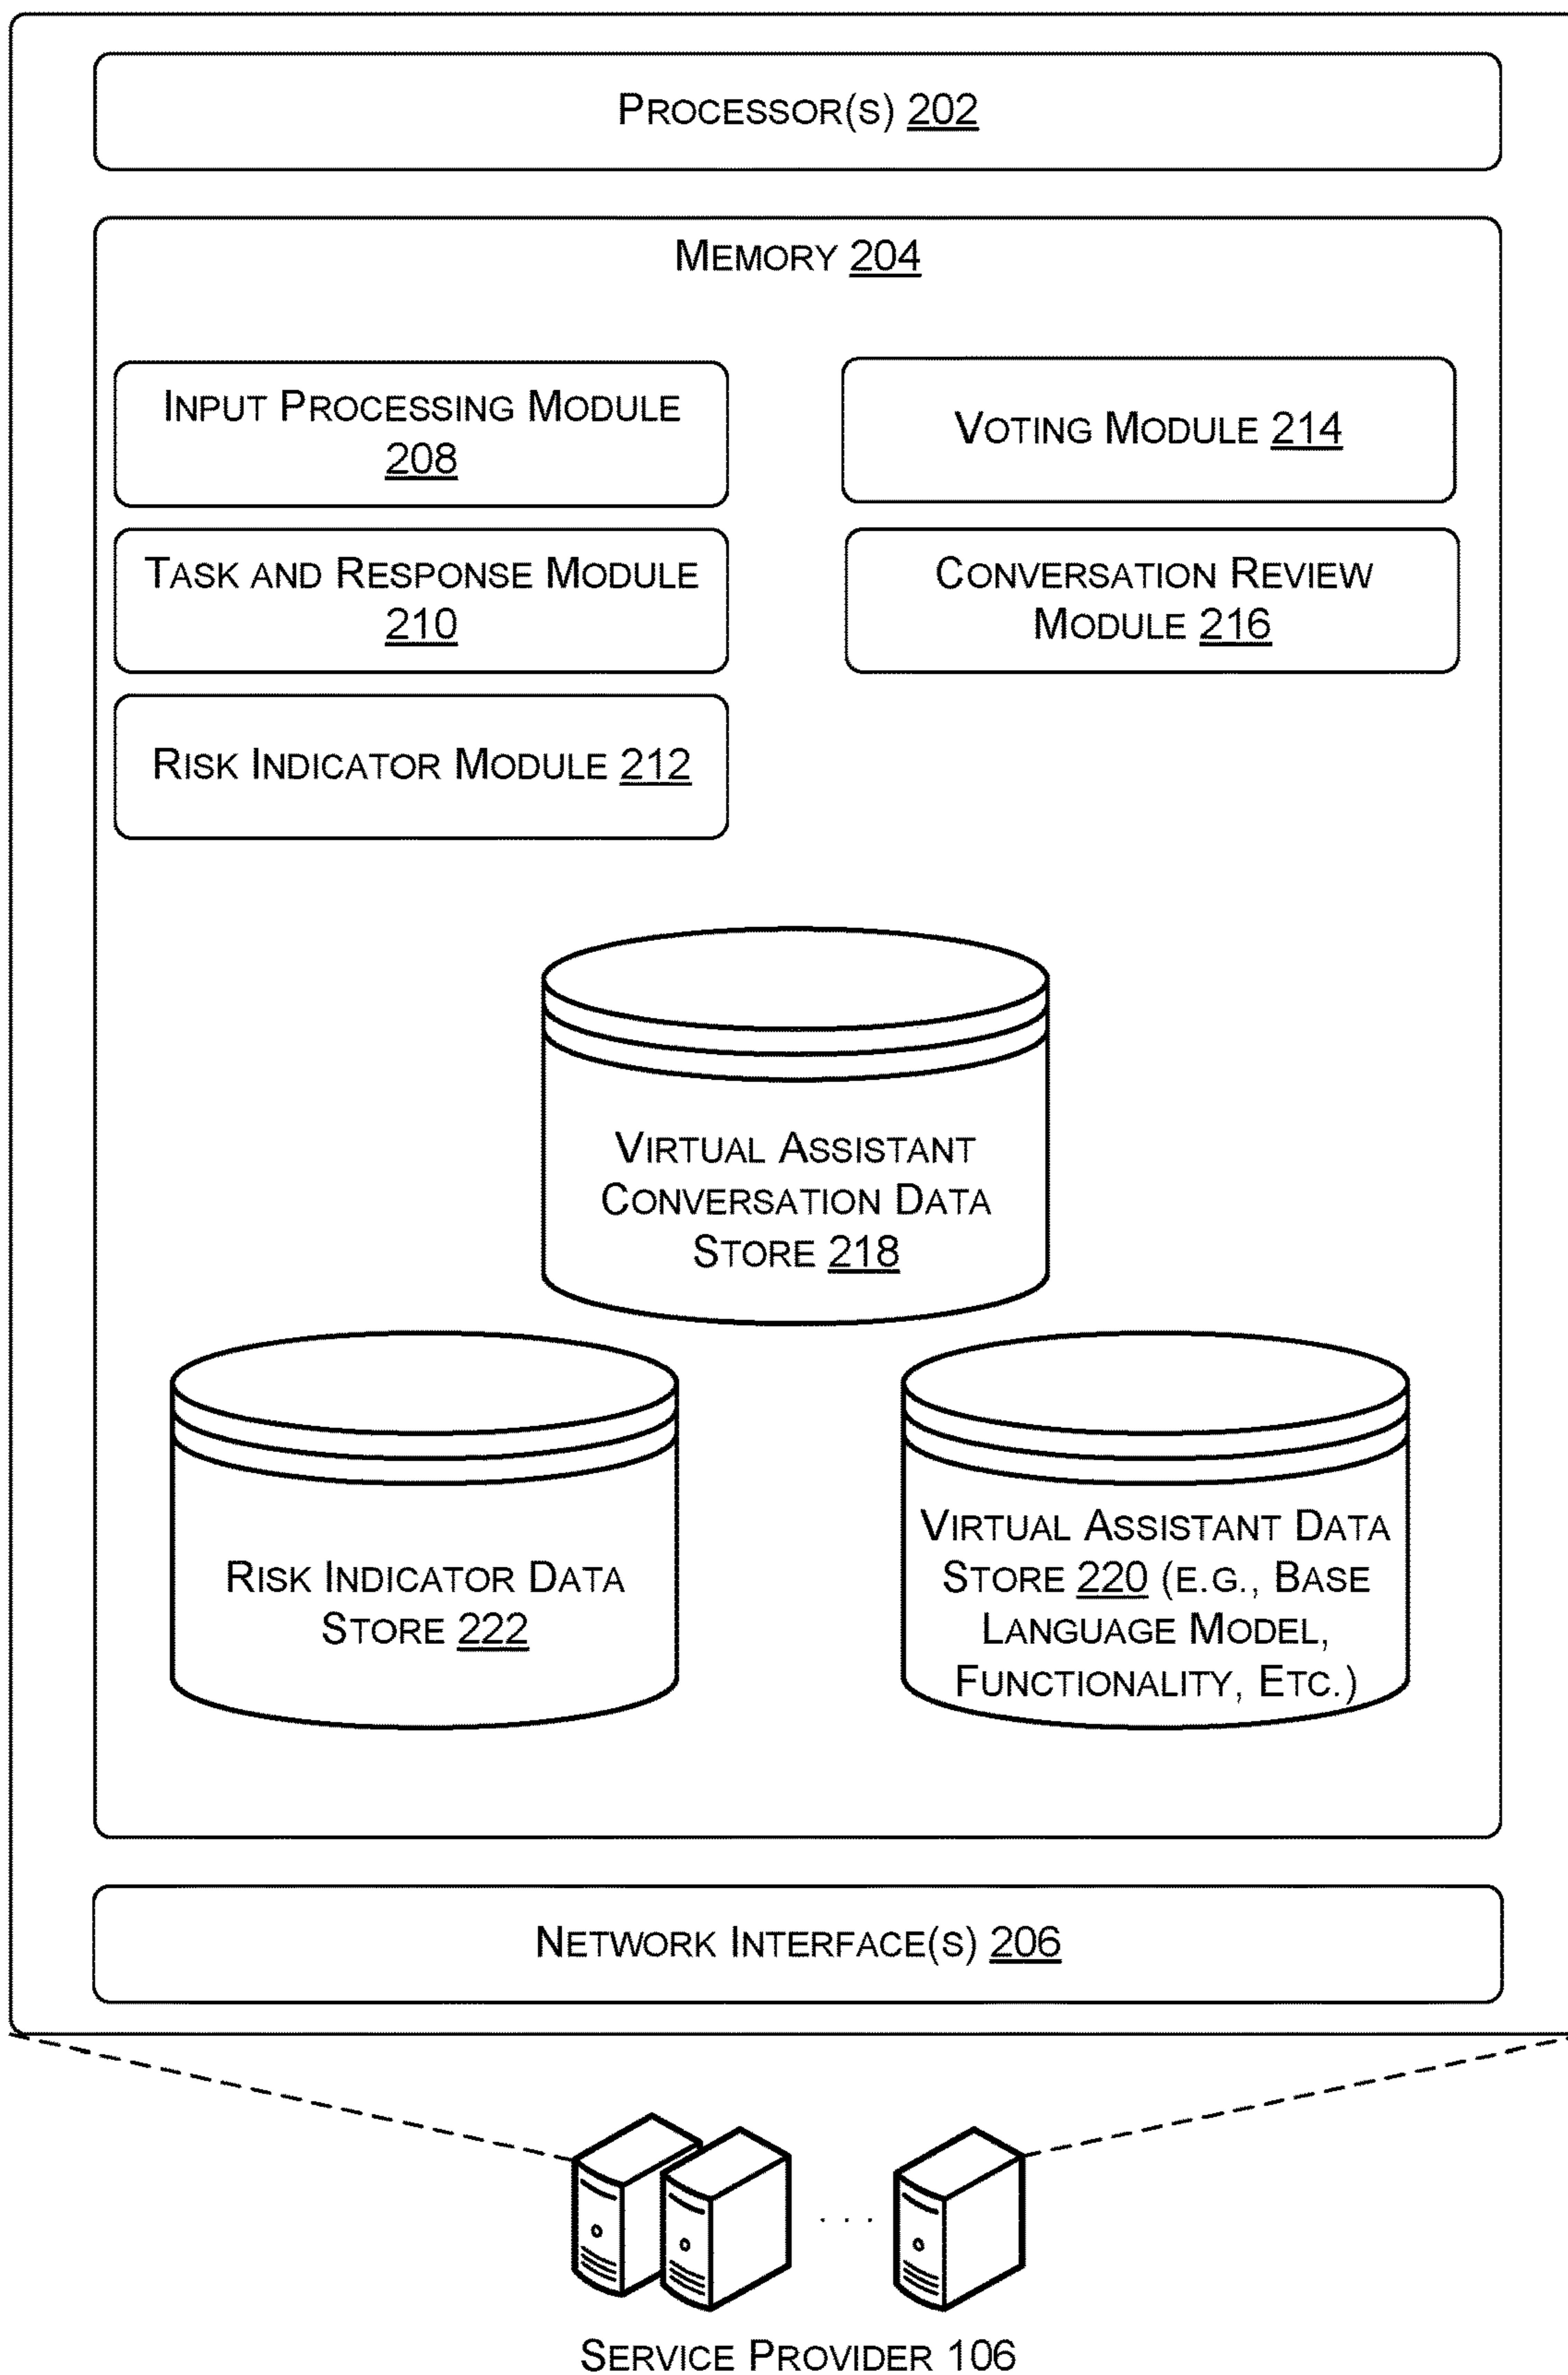 PROCESSOR(S) 202
MEMORY 204
INPUT PROCESSING MODULE
208
VOTING MODULE 214
TASK AND RESPONSE MODULE
210
CONVERSATION REVIEW
MODULE 216
RISK INDICATOR MODULE 212
VIRTUAL ASSISTANT
CONVERSATION DATA
STORE 218
RISK INDICATOR DATA
STORE 222
VIRTUAL ASSISTANT DATA
STORE 220 (E.G., BASE
LANGUAGE MODEL,
FUNCTIONALITY, ETC.)
NETWORK INTERFACE(S) 206
. . .
SERVICE PROVIDER 106